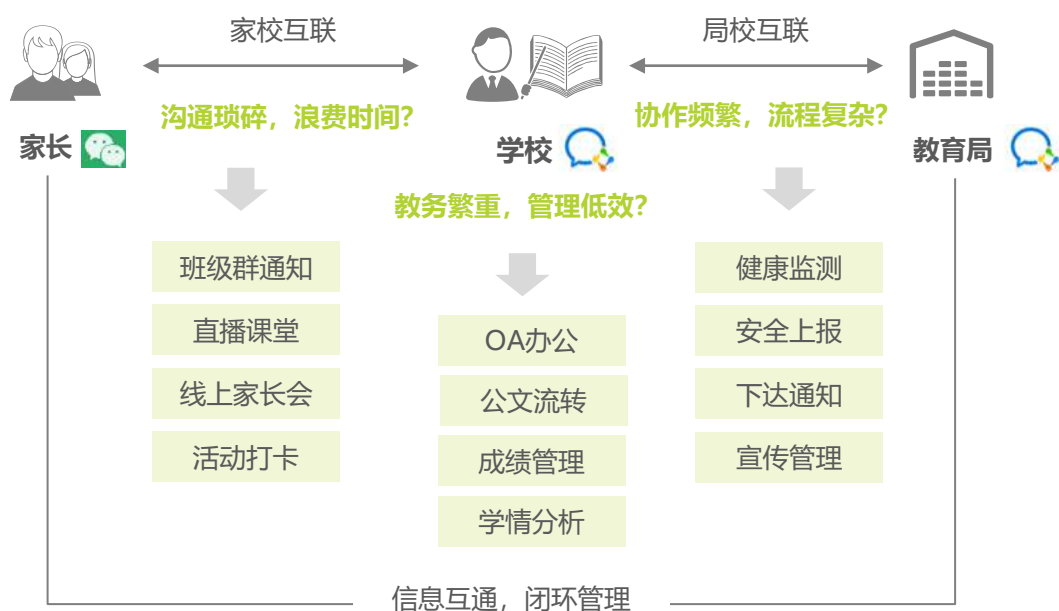 家校互联
局校互联
沟通琐碎，浪费时间？
协作频繁，流程复杂？
家长
学校
教育局
教务繁重，管理低效？
班级群通知
直播课堂
线上家长会
活动打卡
OA办公
公文流转
成绩管理
学情分析
健康监测
安全上报
下达通知
宣传管理
信息互通，闭环管理